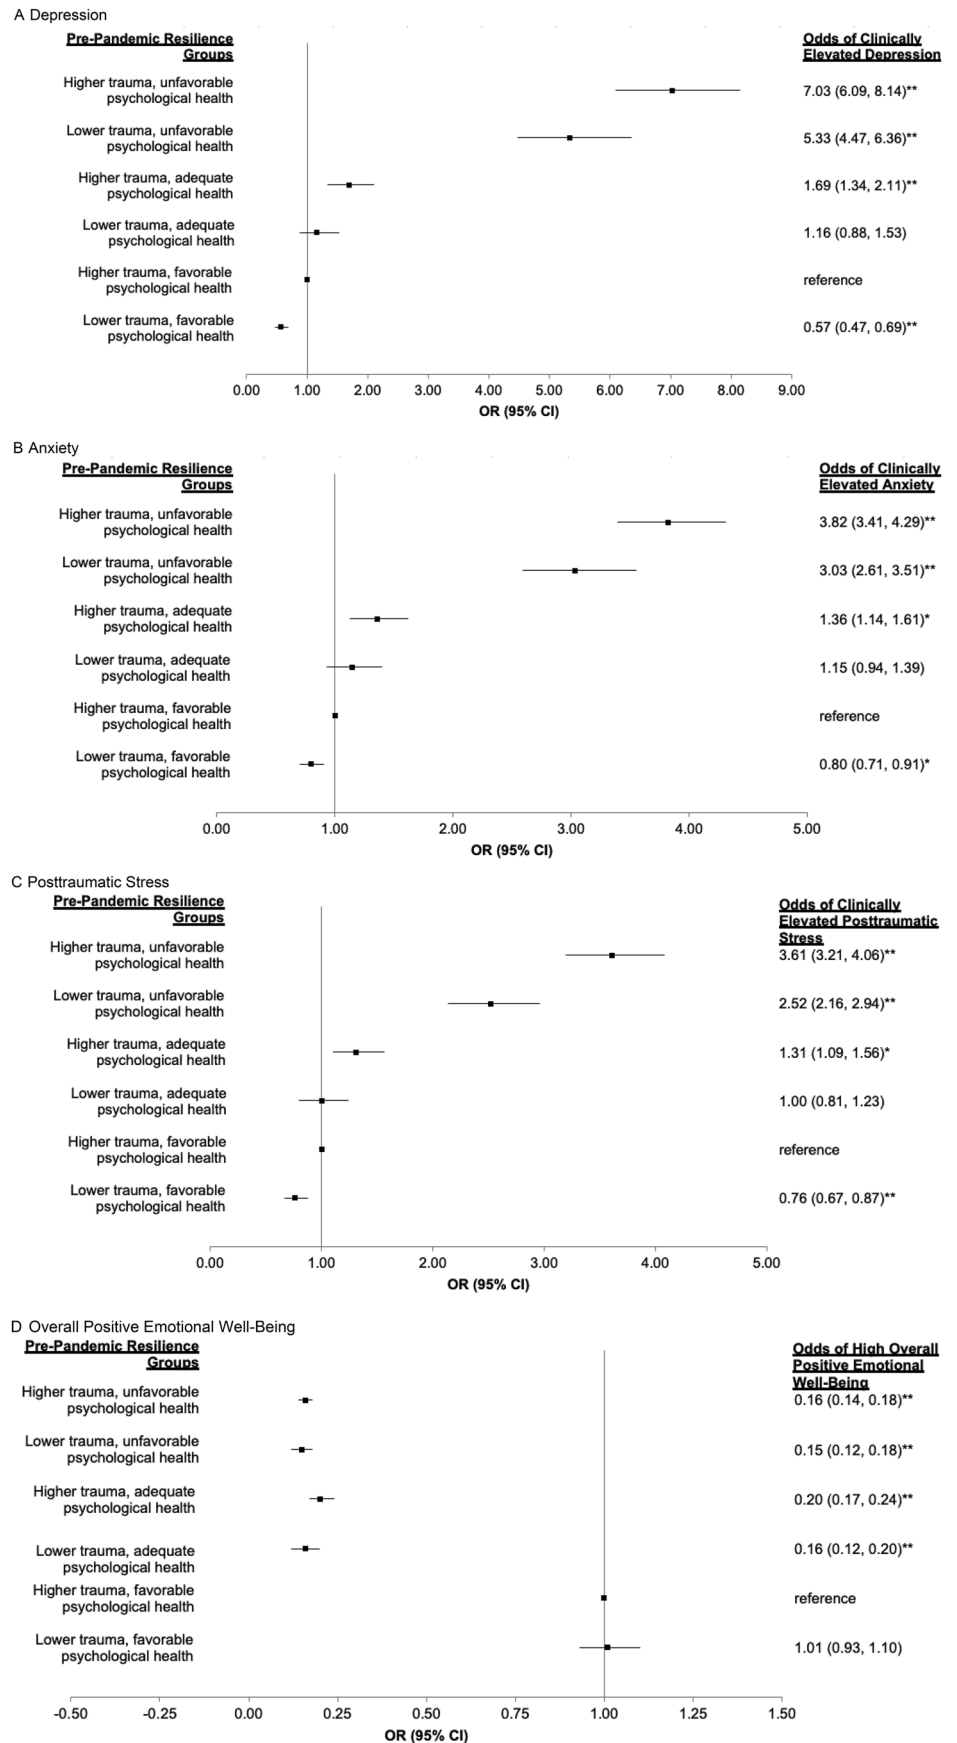 A Depression
Pre-Pandemic Resilience
Groups
Odds of Clinically
Elevated Depression
Higher trauma, unfavorable
psychological health
7.03 (6.09, 8.14)**
Lower trauma, unfavorable
psychological health
5.33 (4.47, 6.36)**
Higher trauma, adequate
psychological health
1.69 (1.34, 2.11)**
Lower trauma, adequate
psychological health
1.16 (0.88, 1.53)
Higher trauma, favorable
psychological health
reference
Lower trauma, favorable
psychological health
0.57 (0.47, 0.69)**
0.00 1.00 2.00 3.00 4.00 5.00 6.00 7.00 8.00 9.00
OR (95% CI)
B Anxiety
Pre-Pandemic Resilience
Groups
Odds of Clinically
Elevated Anxiety
Higher trauma, unfavorable
psychological health
3.82 (3.41, 4.29)**
Lower trauma, unfavorable
psychological health
3.03 (2.61, 3.51)**
Higher trauma, adequate
psychological health
1.36 (1.14, 1.61)*
Lower trauma, adequate
psychological health
1.15 (0.94, 1.39)
Higher trauma, favorable
psychological health
reference
Lower trauma, favorable
psychological health
0.80 (0.71, 0.91)*
0.00 1.00 2.00 3.00 4.00 5.00
OR (95% CI)
C Posttraumatic Stress
Pre-Pandemic Resilience
Groups
Odds of Clinically
Elevated Posttraumatic
Stress
Higher trauma, unfavorable
psychological health
3.61 (3.21, 4.06)**
Lower trauma, unfavorable
psychological health
2.52 (2.16, 2.94)**
Higher trauma, adequate
psychological health
1.31 (1.09, 1.56)*
Lower trauma, adequate
psychological health
1.00 (0.81, 1.23)
Higher trauma, favorable
psychological health
reference
Lower trauma, favorable
psychological health
0.76 (0.67, 0.87)**
0.00 1.00 2.00 3.00 4.00 5.00
OR (95% CI)
D Overall Positive Emotional Well-Being
Pre-Pandemic Resilience
Groups
Odds of High Overall
Positive Emotional
Well-Being
Higher trauma, unfavorable
psychological health
0.16 (0.14, 0.18)**
Lower trauma, unfavorable
psychological health
0.15 (0.12, 0.18)**
Higher trauma, adequate
psychological health
0.20 (0.17, 0.24)**
Lower trauma, adequate
psychological health
0.16 (0.12, 0.20)**
Higher trauma, favorable
psychological health
reference
Lower trauma, favorable
psychological health
1.01 (0.93, 1.10)
-0.50 -0.25 0.00 0.25 0.50 0.75 1.00 1.25 1.50
OR (95% CI)